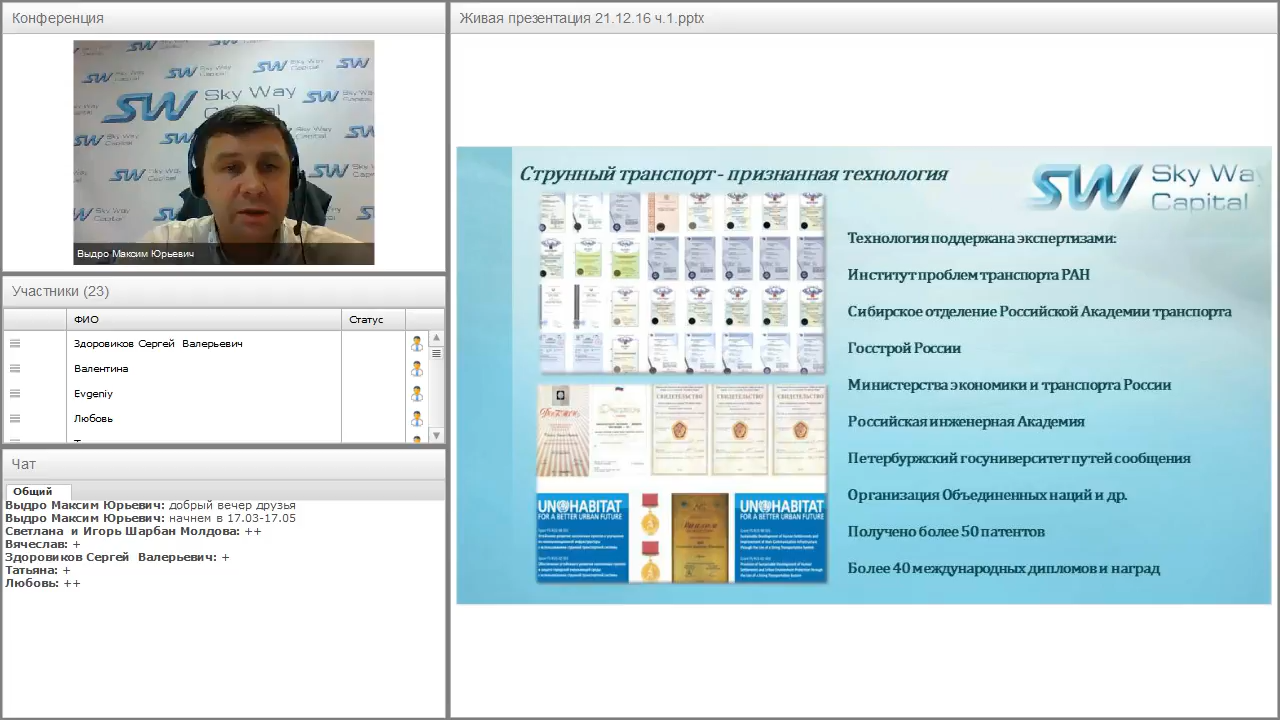 Конференция
Sky Way
Capital
Выдро Максим Юрьевич
Участники (23)
ФИО
Статус
Здоровяков Сергей Валерьевич
Валентина
Evgeniy
Любовь
Чат
Общий
Выдро Максим Юрьевич: добрый вечер друзья
Выдро Максим Юрьевич: начнем в 17.03-17.05
Светлана и Игорь Шарбан Молдова: ++
Вячеслав: +
Здоровяков Сергей Валерьевич: +
Татьяна: +
Любовь: ++
Живая презентация 21.12.16 ч.1.pptx
Струнный транспорт - признанная технология
SW Sky Wa
Capital
Технология поддержана экспертизами:
Институт проблем транспорта РАН
Сибирское отделение Российской Академии транспорта
Госстрой России
Министерства экономики и транспорта России
Российская инженерная Академия
Петербуржский госуниверситет путей сообщения
Организация Объединенных наций и др.
Получено более 50 патентов
Более 40 международных дипломов и наград
СВИДЕТЕЛЬСТВО
СВИДЕТЕЛЬСТВО
СВИДЕТЕЛЬСТВО
UN HABITAT
FOR A BETTER URBAN FUTURE
UN HABITAT
FOR A BETTER URBAN FUTURE